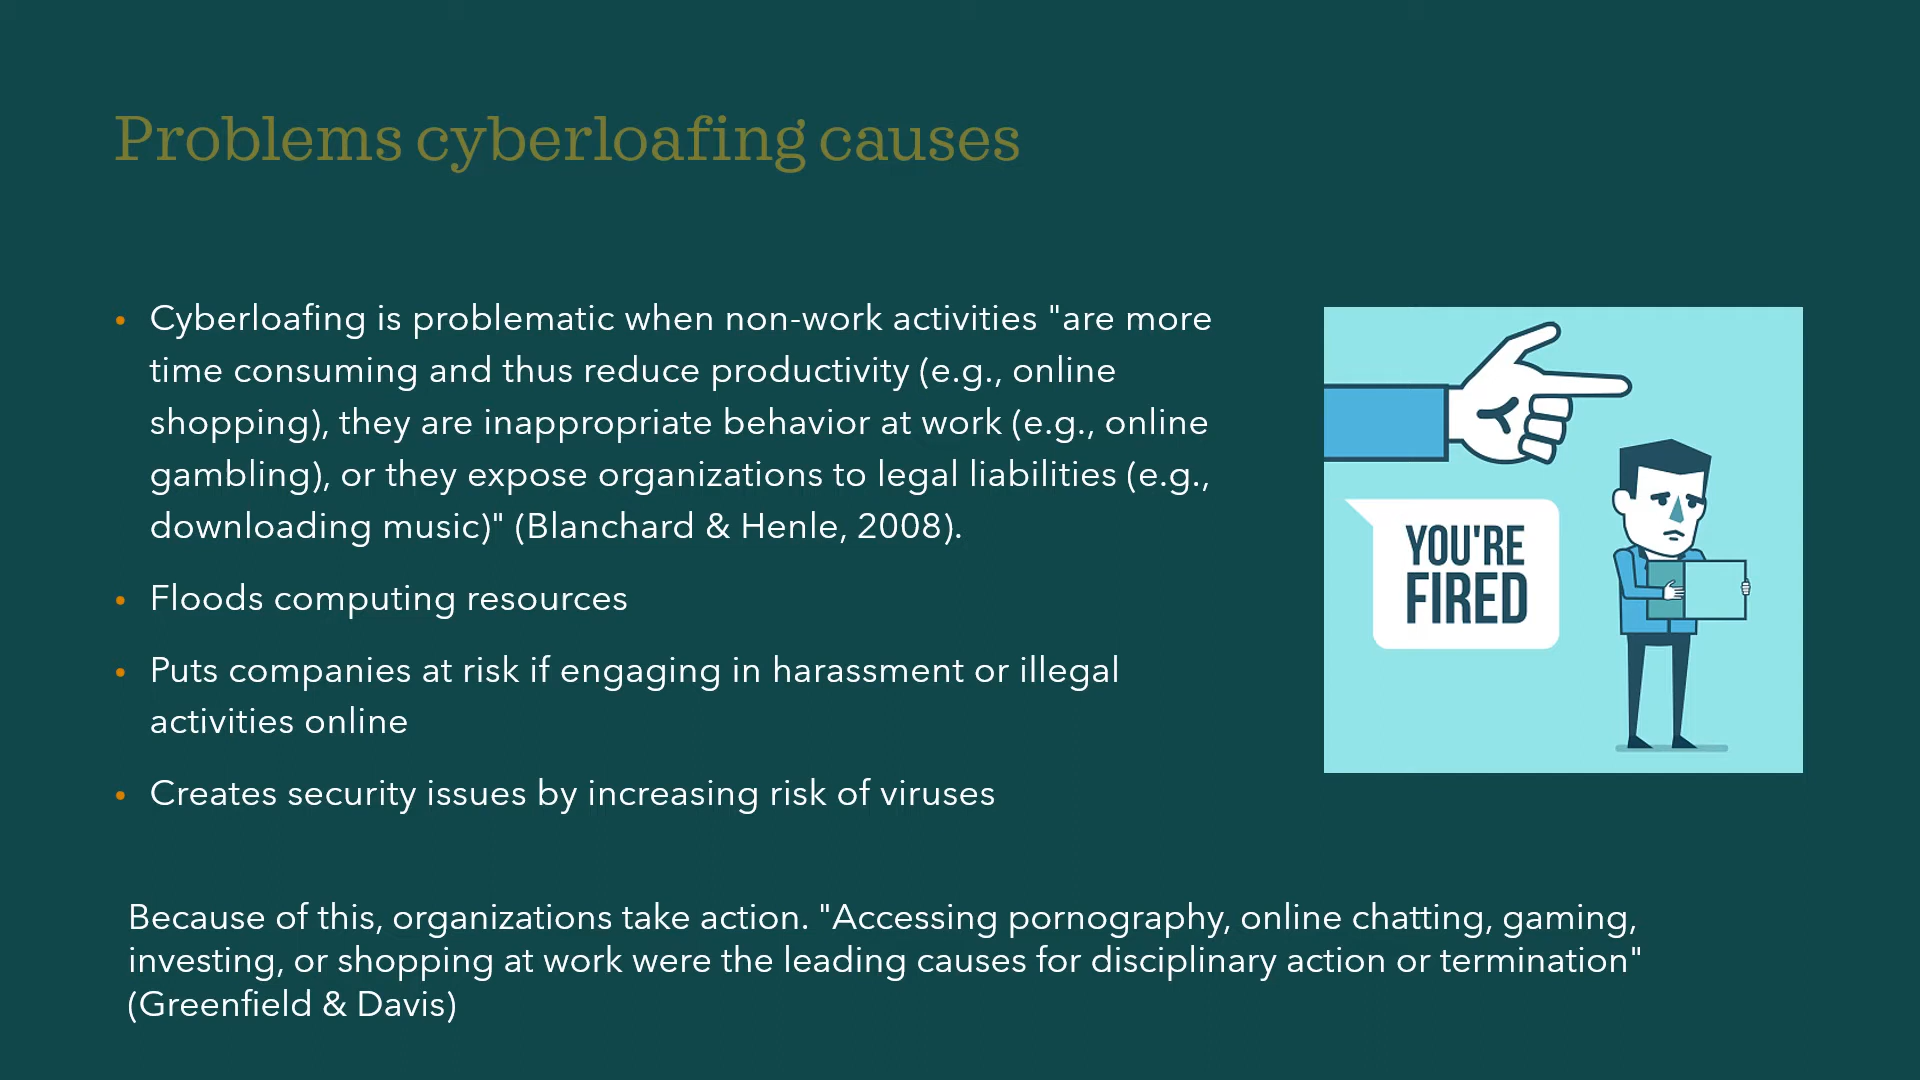 Problems cyberloafing causes
• Cyberloafing is problematic when non-work activities "are more
time consuming and thus reduce productivity (e.g., online
shopping), they are inappropriate behavior at work (e.g., online
gambling), or they expose organizations to legal liabilities (e.g.,
downloading music)" (Blanchard & Henle, 2008).
• Floods computing resources
• Puts companies at risk if engaging in harassment or illegal
activities online
• Creates security issues by increasing risk of viruses
YOU'RE
FIRED
Because of this, organizations take action. "Accessing pornography, online chatting, gaming,
investing, or shopping at work were the leading causes for disciplinary action or termination"
(Greenfield & Davis)